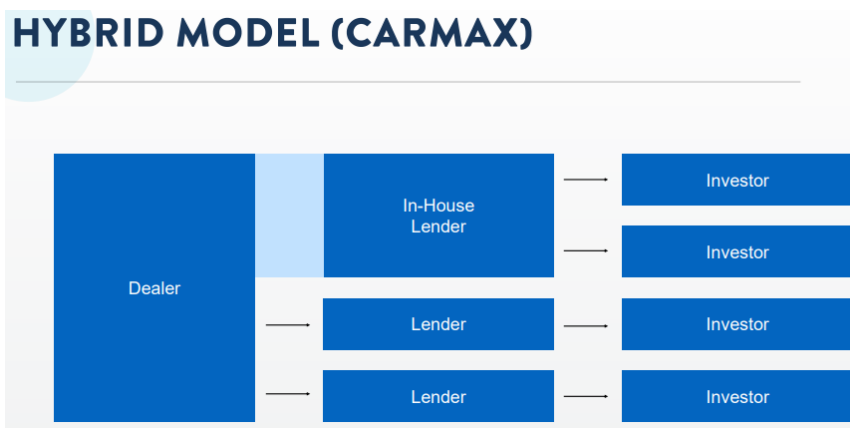 HYBRID MODEL (CARMAX)
Dealer
In-House
Lender
Lender
Lender
Investor
Investor
Investor
Investor